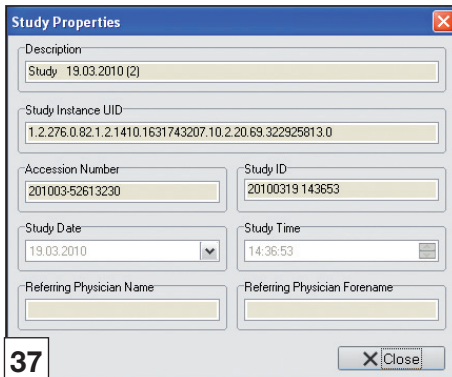 Study Properties
Description
Study 19.03.2010 (2)
Study Instance UID
1.2.276.0.82.1.2.1410.1631743207.10.2.20.69.322925813.0
Accession Number
Study ID
201003-52613230
20100319 143653
Study Date
Study Time
19.03.2010
14:36:53
Referring Physician Name
Referring Physician Forename
37
Close